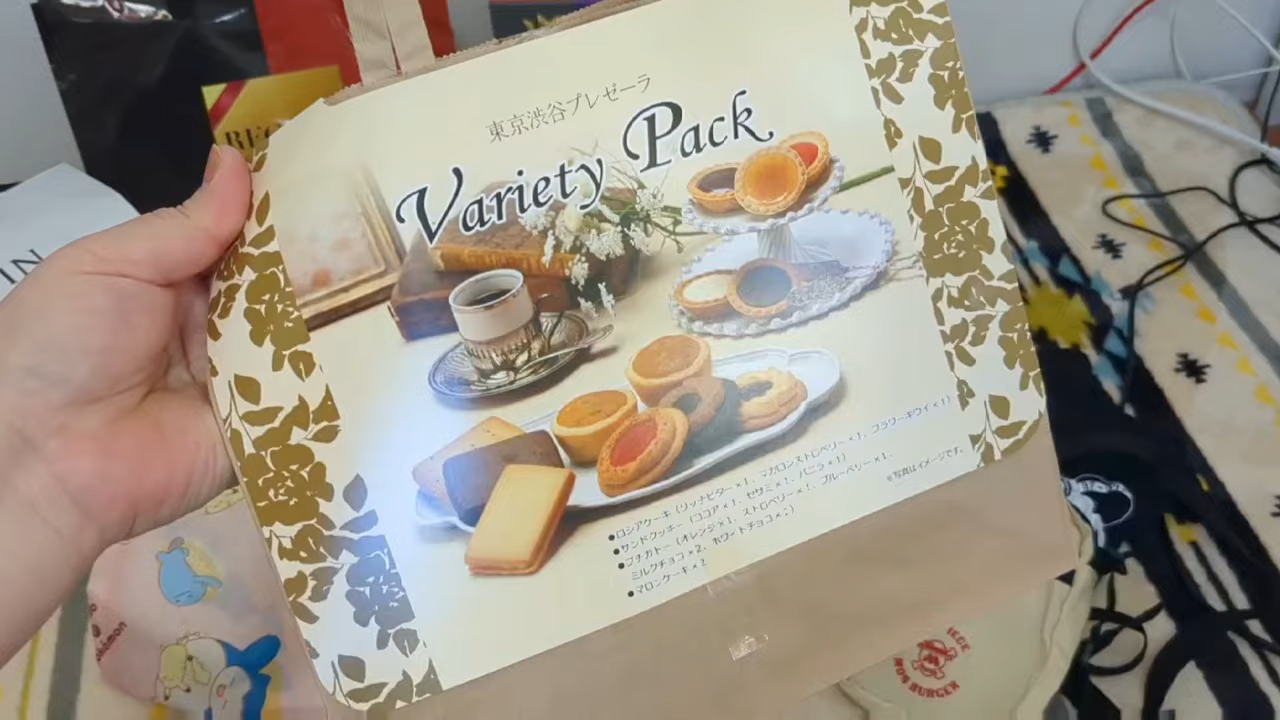 東京渋谷プレゼーラ
Variety Pack
●ロシアケーキ(リッチビター×1、マカロンストロベリー×1、フラワーキウイ×1)
●サンドクッキー(ココア×1、セサミ×1、バニラ×1)
●プチガトー(オレンジ×1、ストロベリー×1、ブルーベリー×1、
ミルクチョコ×2、ホワイトチョコ×2)
●マロンケーキ×2
※写真はイメージです。
BURGER
IN